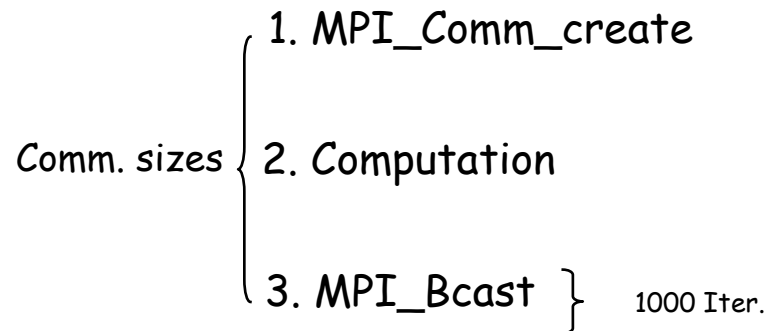 1. MPI_Comm_create
Comm. sizes
2. Computation
3. MPI_Bcast
1000 Iter.